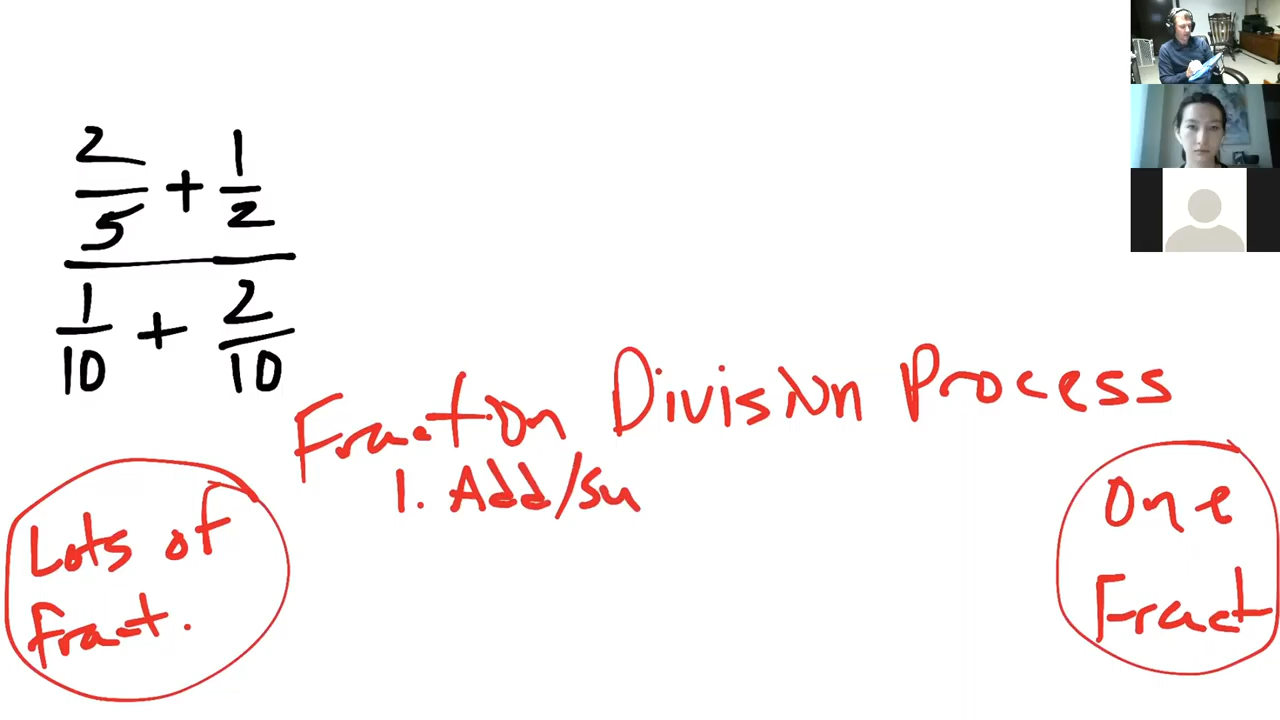 2/5 + 1/2
1/10 + 2/10
Fraction Division Process
1. Add/su
Lots of
fract.
One
Fract